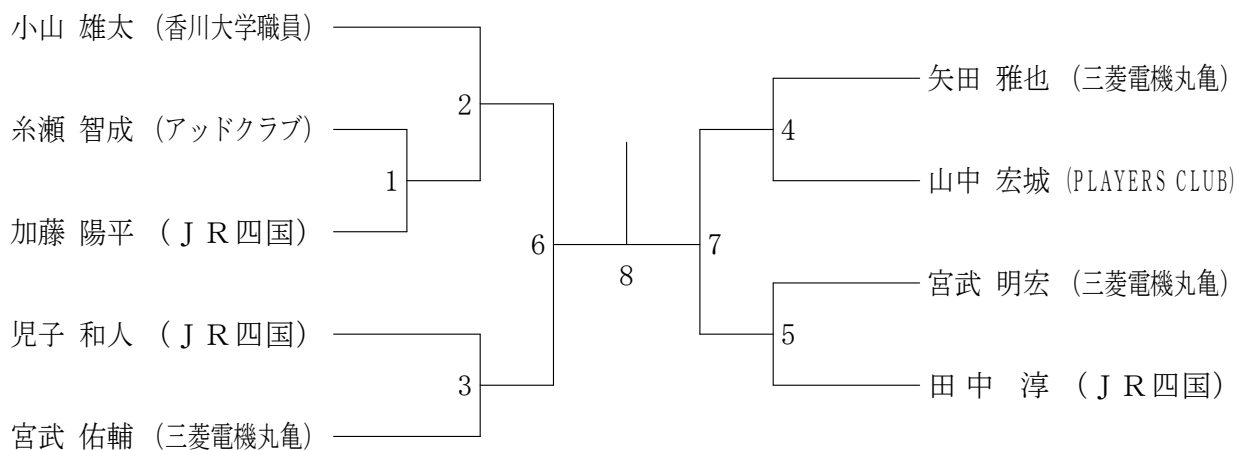 小山 雄太 (香川大学職員)
糸瀬 智成 (アッドクラブ)
加藤 陽平 (ＪＲ四国)
児子 和人 (ＪＲ四国)
宮武 佑輔 (三菱電機丸亀)
2
1
6
3
8
4
7
5
矢田 雅也 (三菱電機丸亀)
山中 宏城 (PLAYERS CLUB)
宮武 明宏 (三菱電機丸亀)
田中 淳 (ＪＲ四国)